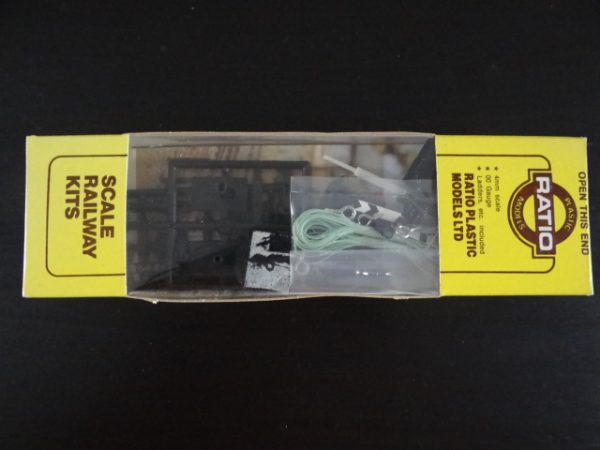 SCALE
RAILWAY
KITS
* 4mm scale
* 00 Gauge
* Ladders, etc. included
RATIO PLASTIC
MODELS LTD
RATIO
PLASTIC
MODELS
OPEN THIS END